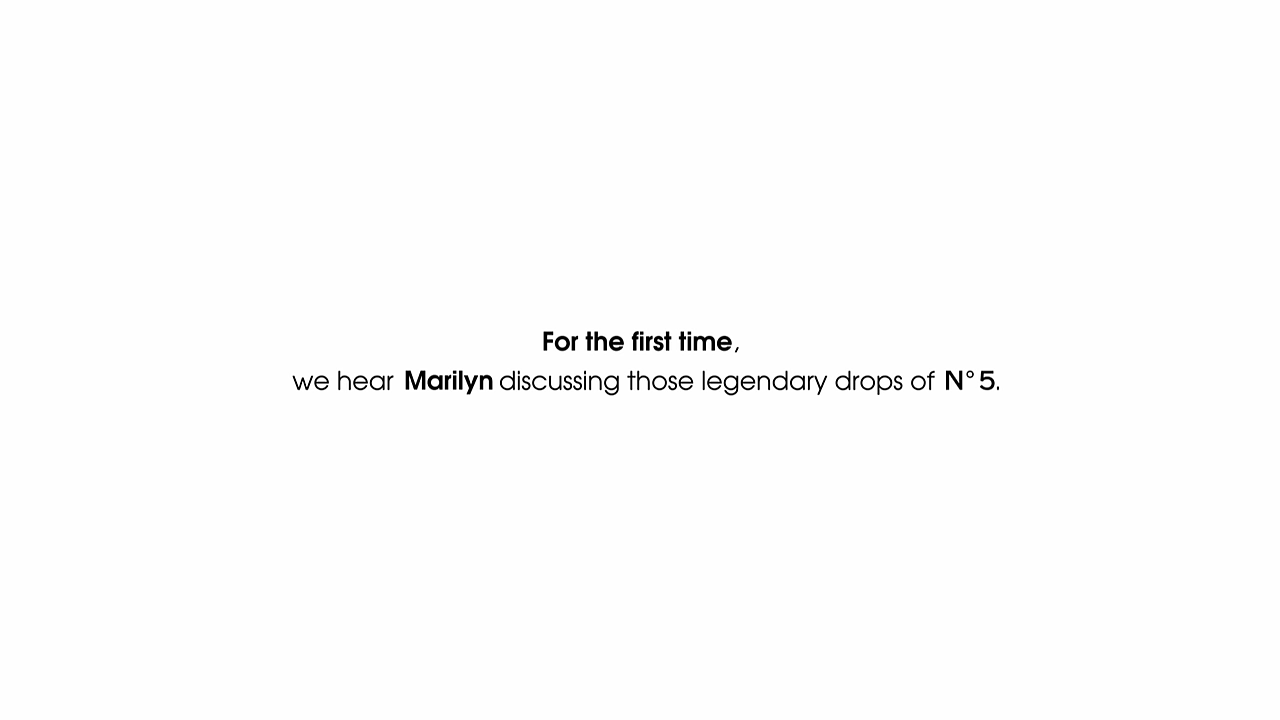 For the first time,
we hear Marilyn discussing those legendary drops of N° 5.